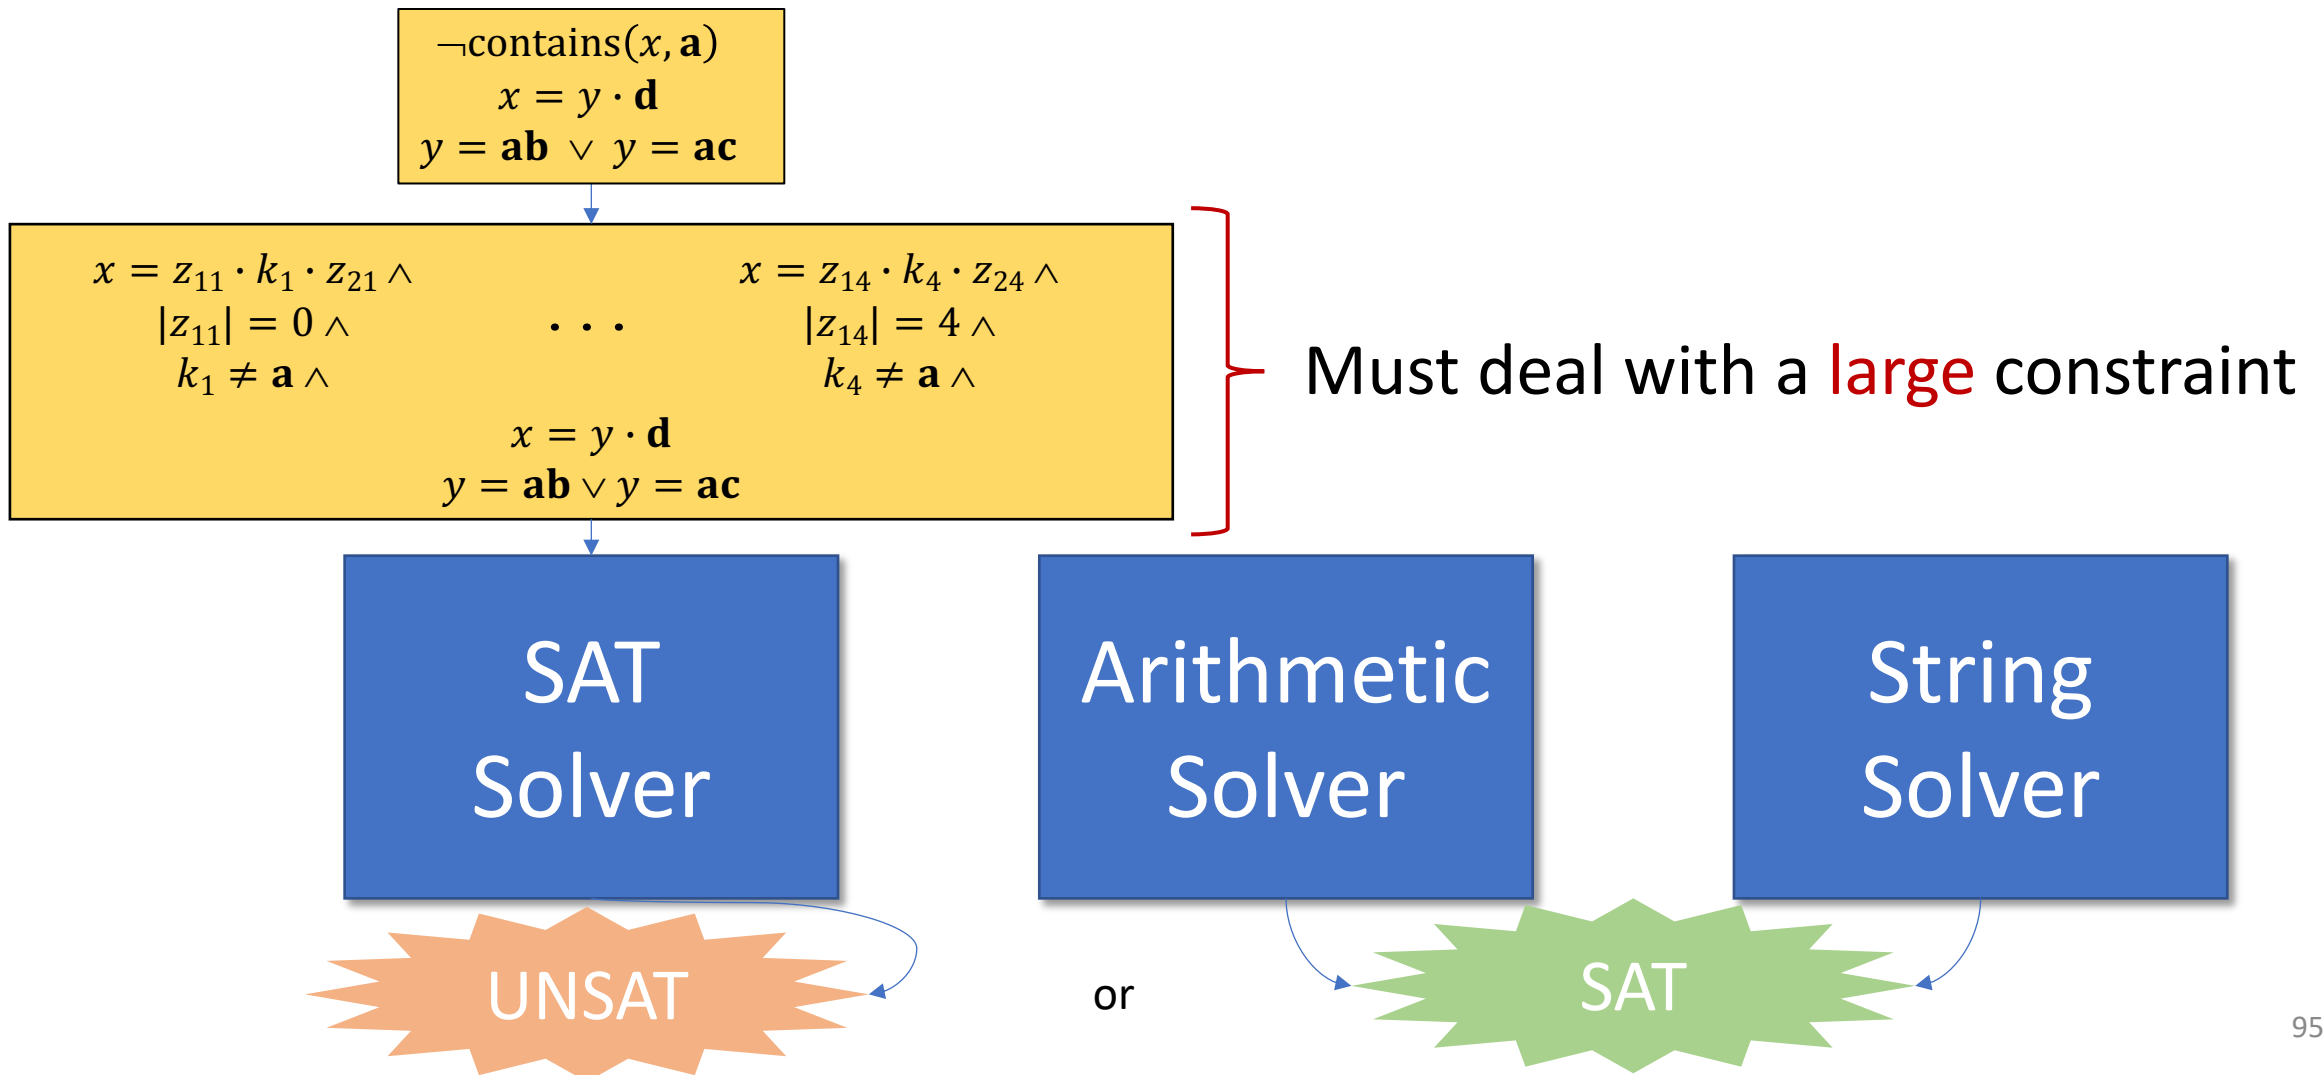 ¬contains(x, a)
x = y · d
y = ab ∨ y = ac
x = z₁₁ · k₁ · z₂₁ ∧
|z₁₁| = 0 ∧
k₁ ≠ a ∧
· · ·
x = z₁₄ · k₄ · z₂₄ ∧
|z₁₄| = 4 ∧
k₄ ≠ a ∧
x = y · d
y = ab ∨ y = ac
Must deal with a large constraint
SAT
Solver
Arithmetic
Solver
String
Solver
UNSAT
or
SAT
95